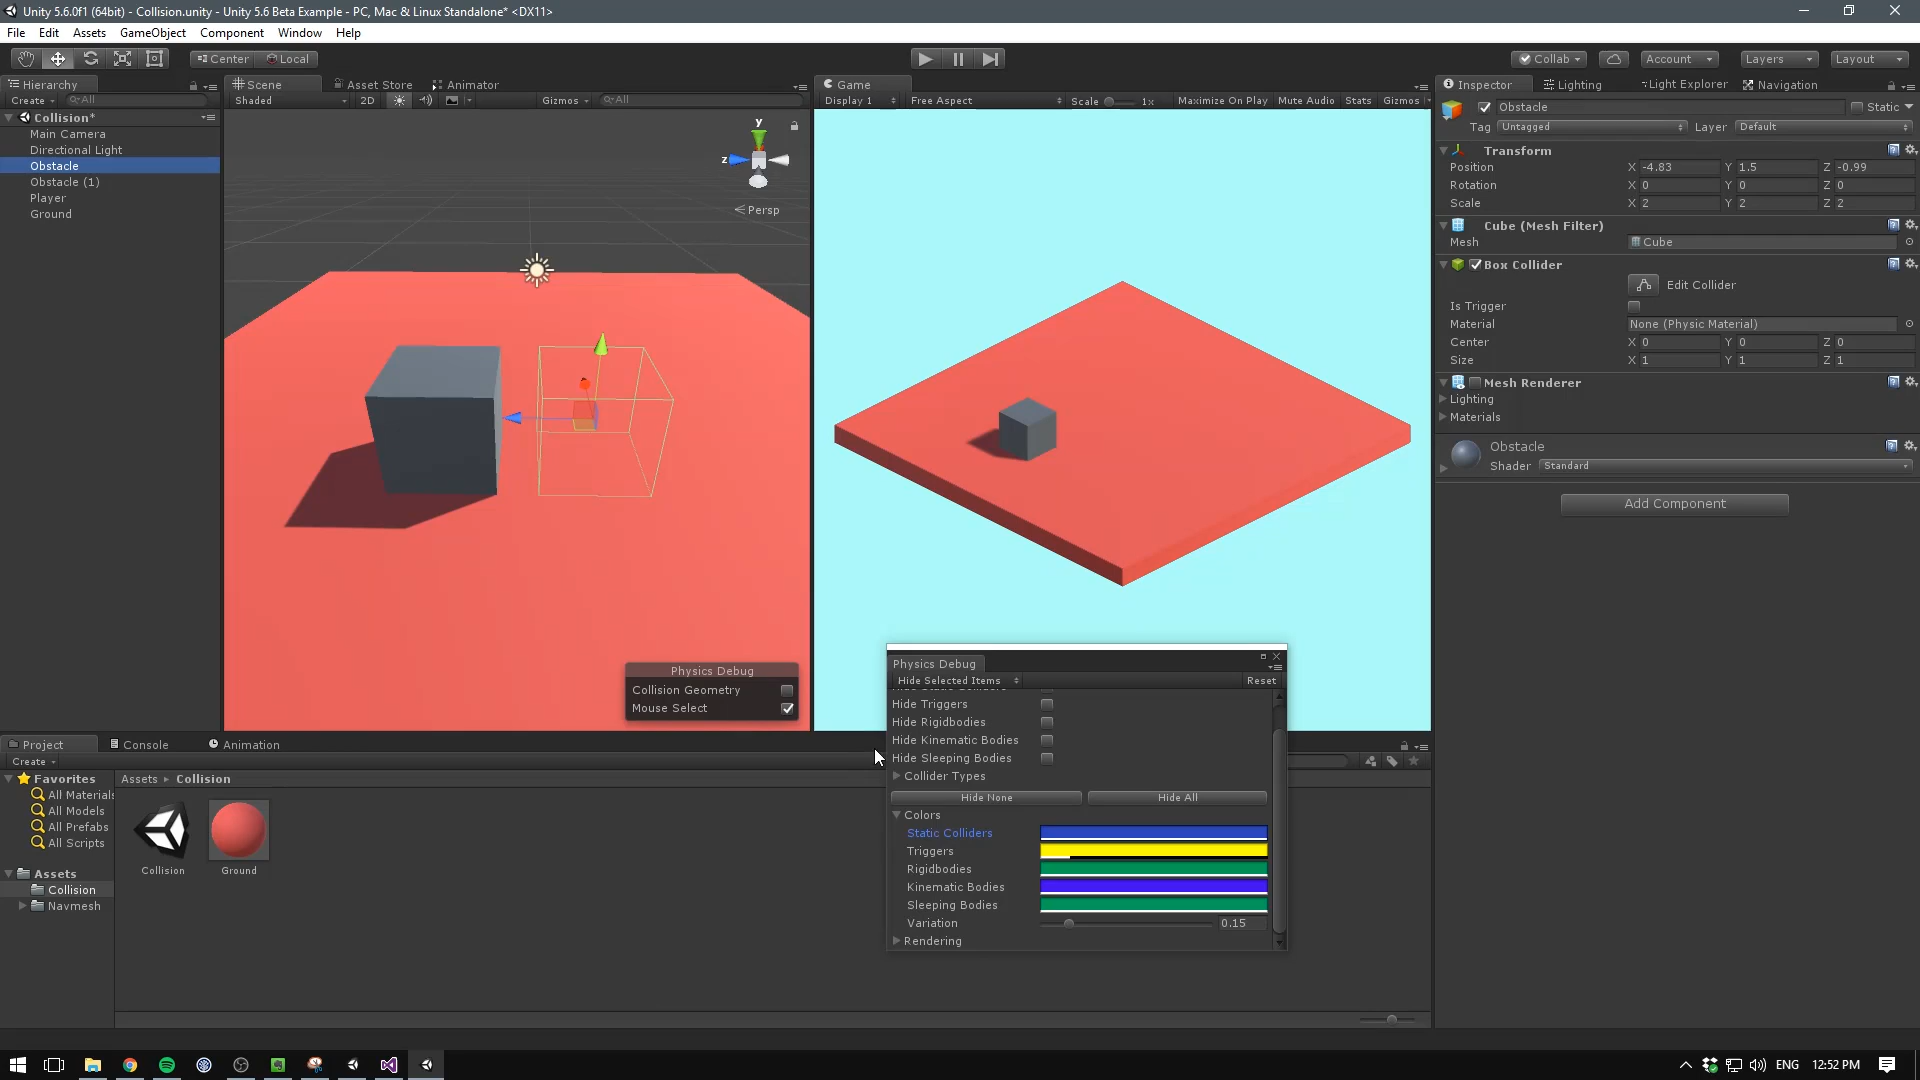 Unity 5.6.0f1 (64bit) - Collision.unity - Unity 5.6 Beta Example - PC, Mac & Linux Standalone* <DX11>
File Edit Assets GameObject Component Window Help
Center Local Collab Account Layers Layout
Hierarchy
Create All
Collision*
Main Camera
Directional Light
Obstacle
Obstacle (1)
Player
Ground
Scene Asset Store Animator
Shaded 2D Gizmos All
y
z
Persp
Physics Debug
Collision Geometry
Mouse Select
Game
Display 1 Free Aspect Scale 1x Maximize On Play Mute Audio Stats Gizmos
Inspector Lighting Light Explorer Navigation
Obstacle Static
Tag Untagged Layer Default
Transform
Position X -4.83 Y 1.5 Z -0.99
Rotation X 0 Y 0 Z 0
Scale X 2 Y 2 Z 2
Cube (Mesh Filter)
Mesh Cube
Box Collider
Edit Collider
Is Trigger
Material None (Physic Material)
Center X 0 Y 0 Z 0
Size X 1 Y 1 Z 1
Mesh Renderer
Lighting
Materials
Obstacle
Shader Standard
Add Component
Physics Debug
Hide Selected Items Reset
Hide Static Colliders
Hide Triggers
Hide Rigidbodies
Hide Kinematic Bodies
Hide Sleeping Bodies
Collider Types
Hide None Hide All
Colors
Static Colliders
Triggers
Rigidbodies
Kinematic Bodies
Sleeping Bodies
Variation 0.15
Rendering
Project Console Animation
Create
Favorites
All Materials
All Models
All Prefabs
All Scripts
Assets
Collision
Navmesh
Assets Collision
Collision Ground
ENG 12:52 PM